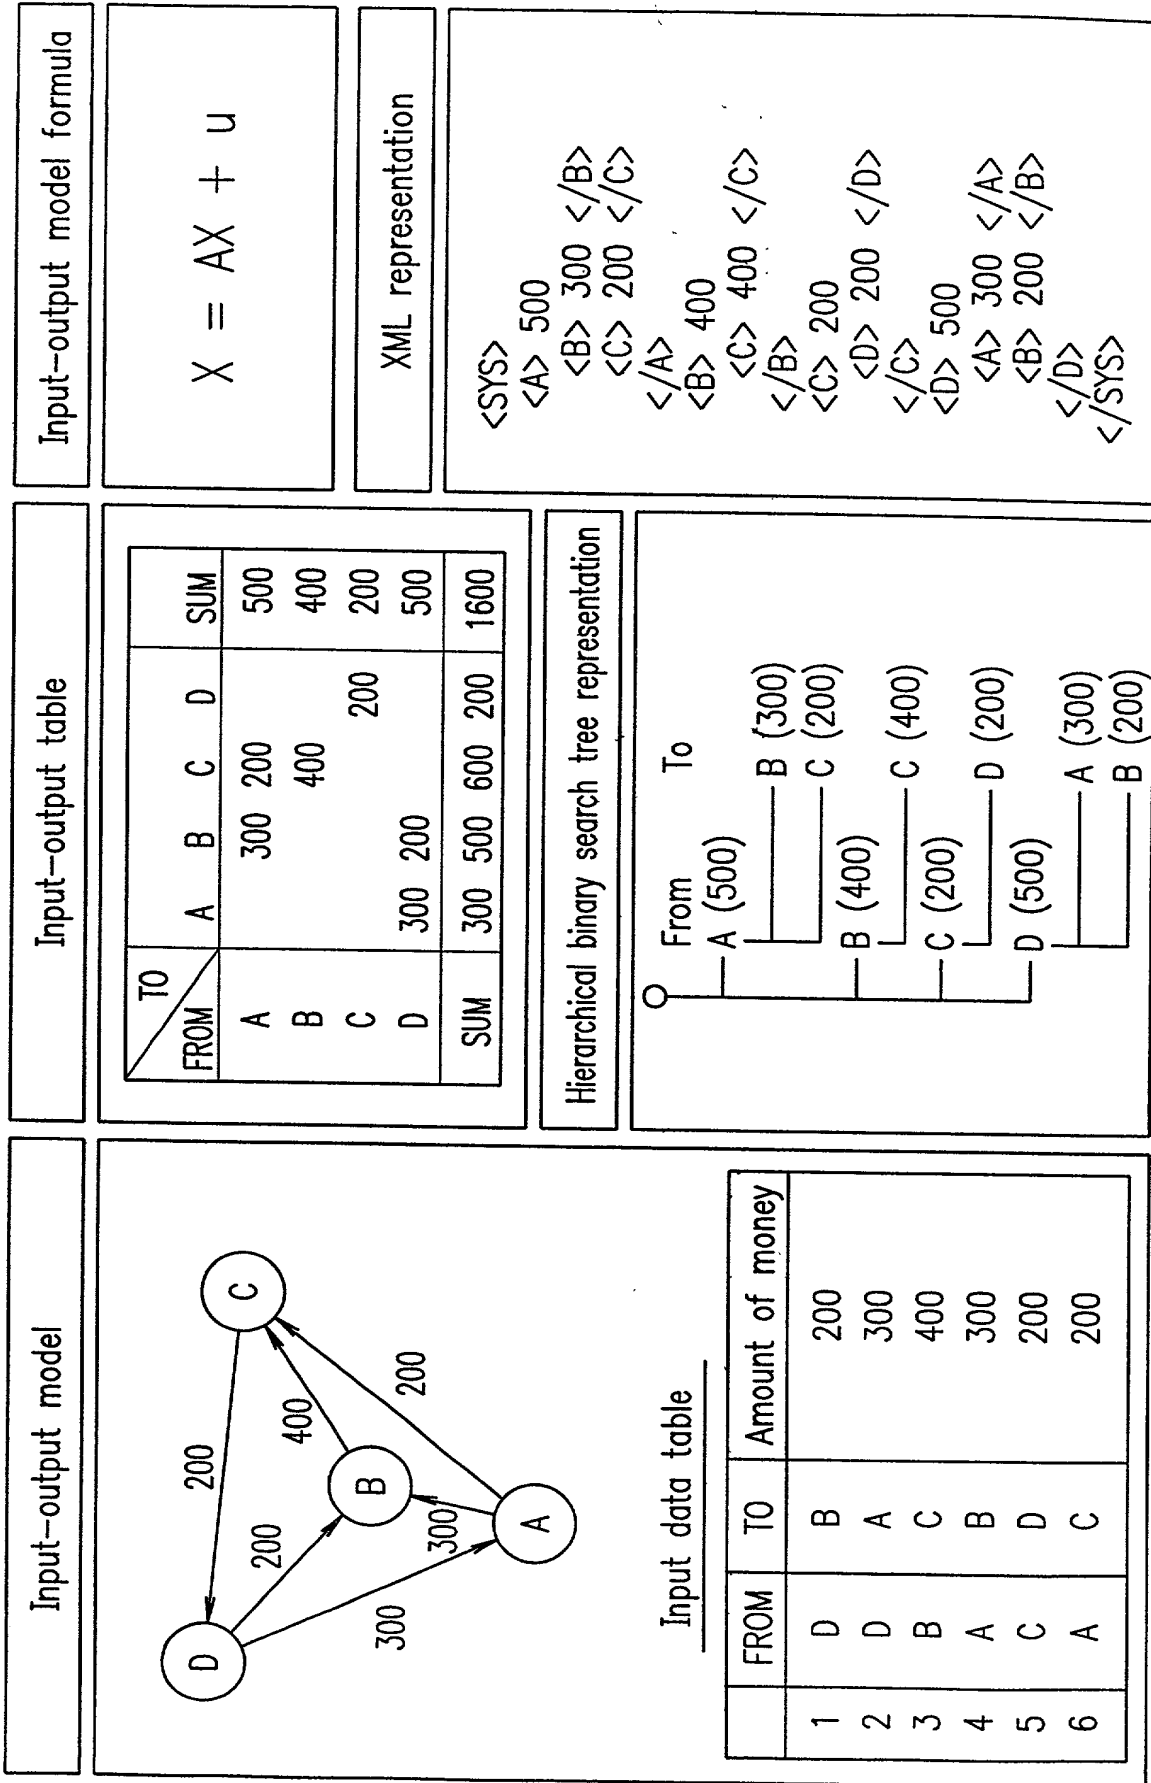 Input-output model
D
C
B
A
200
200
400
300
300
200
Input data table
FROM TO Amount of money
1 D B 200
2 D A 300
3 B C 400
4 A B 300
5 C D 200
6 A C 200
Input-output table
TO
FROM A B C D SUM
A 300 200 500
B 400 400
C 200 200
D 300 200 500
SUM 300 500 600 200 1600
Hierarchical binary search tree representation
From To
A (500)
B (300)
C (200)
B (400)
C (400)
C (200)
D (200)
D (500)
A (300)
B (200)
Input-output model formula
X = AX + u
XML representation
<SYS>
<A> 500
<B> 300 </B>
<C> 200 </C>
</A>
<B> 400
<C> 400 </C>
</B>
<C> 200
<D> 200 </D>
</C>
<D> 500
<A> 300 </A>
<B> 200 </B>
</D>
</SYS>